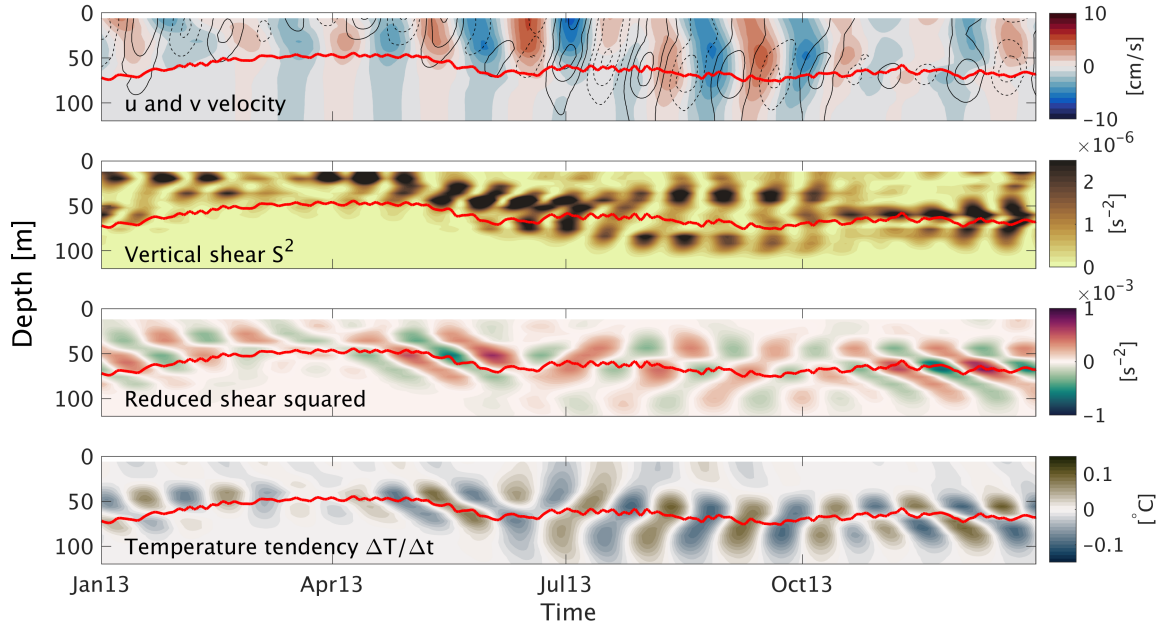 0
50
100
u and v velocity
10
5
0
−5
−10
[cm/s]
0
50
100
Vertical shear S²
×10⁻⁶
2
1
0
[s⁻²]
Depth [m]
0
50
100
Reduced shear squared
×10⁻³
1
0
−1
[s⁻²]
0
50
100
Temperature tendency ΔT/Δt
0.1
0
−0.1
[°C]
Jan13
Apr13
Jul13
Oct13
Time